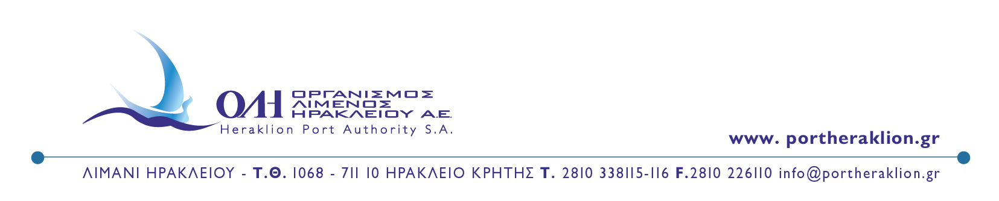 ΟΛΗ
ΟΡΓΑΝΙΣΜΟΣ
ΛΙΜΕΝΟΣ
ΗΡΑΚΛΕΙΟΥ Α.Ε.
Heraklion Port Authority S.A.
www. portheraklion.gr
ΛΙΜΑΝΙ ΗΡΑΚΛΕΙΟΥ - Τ.Θ. 1068 - 711 10 ΗΡΑΚΛΕΙΟ ΚΡΗΤΗΣ Τ. 2810 338115-116 F.2810 226110 info@portheraklion.gr